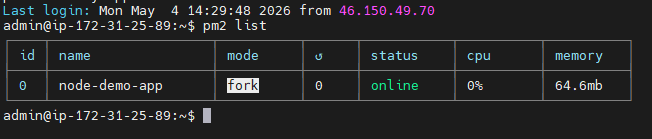 Last login: Mon May  4 14:29:48 2026 from 46.150.49.70
admin@ip-172-31-25-89:~$ pm2 list
id name mode ↺ status cpu memory
0 node-demo-app fork 0 online 0% 64.6mb
admin@ip-172-31-25-89:~$